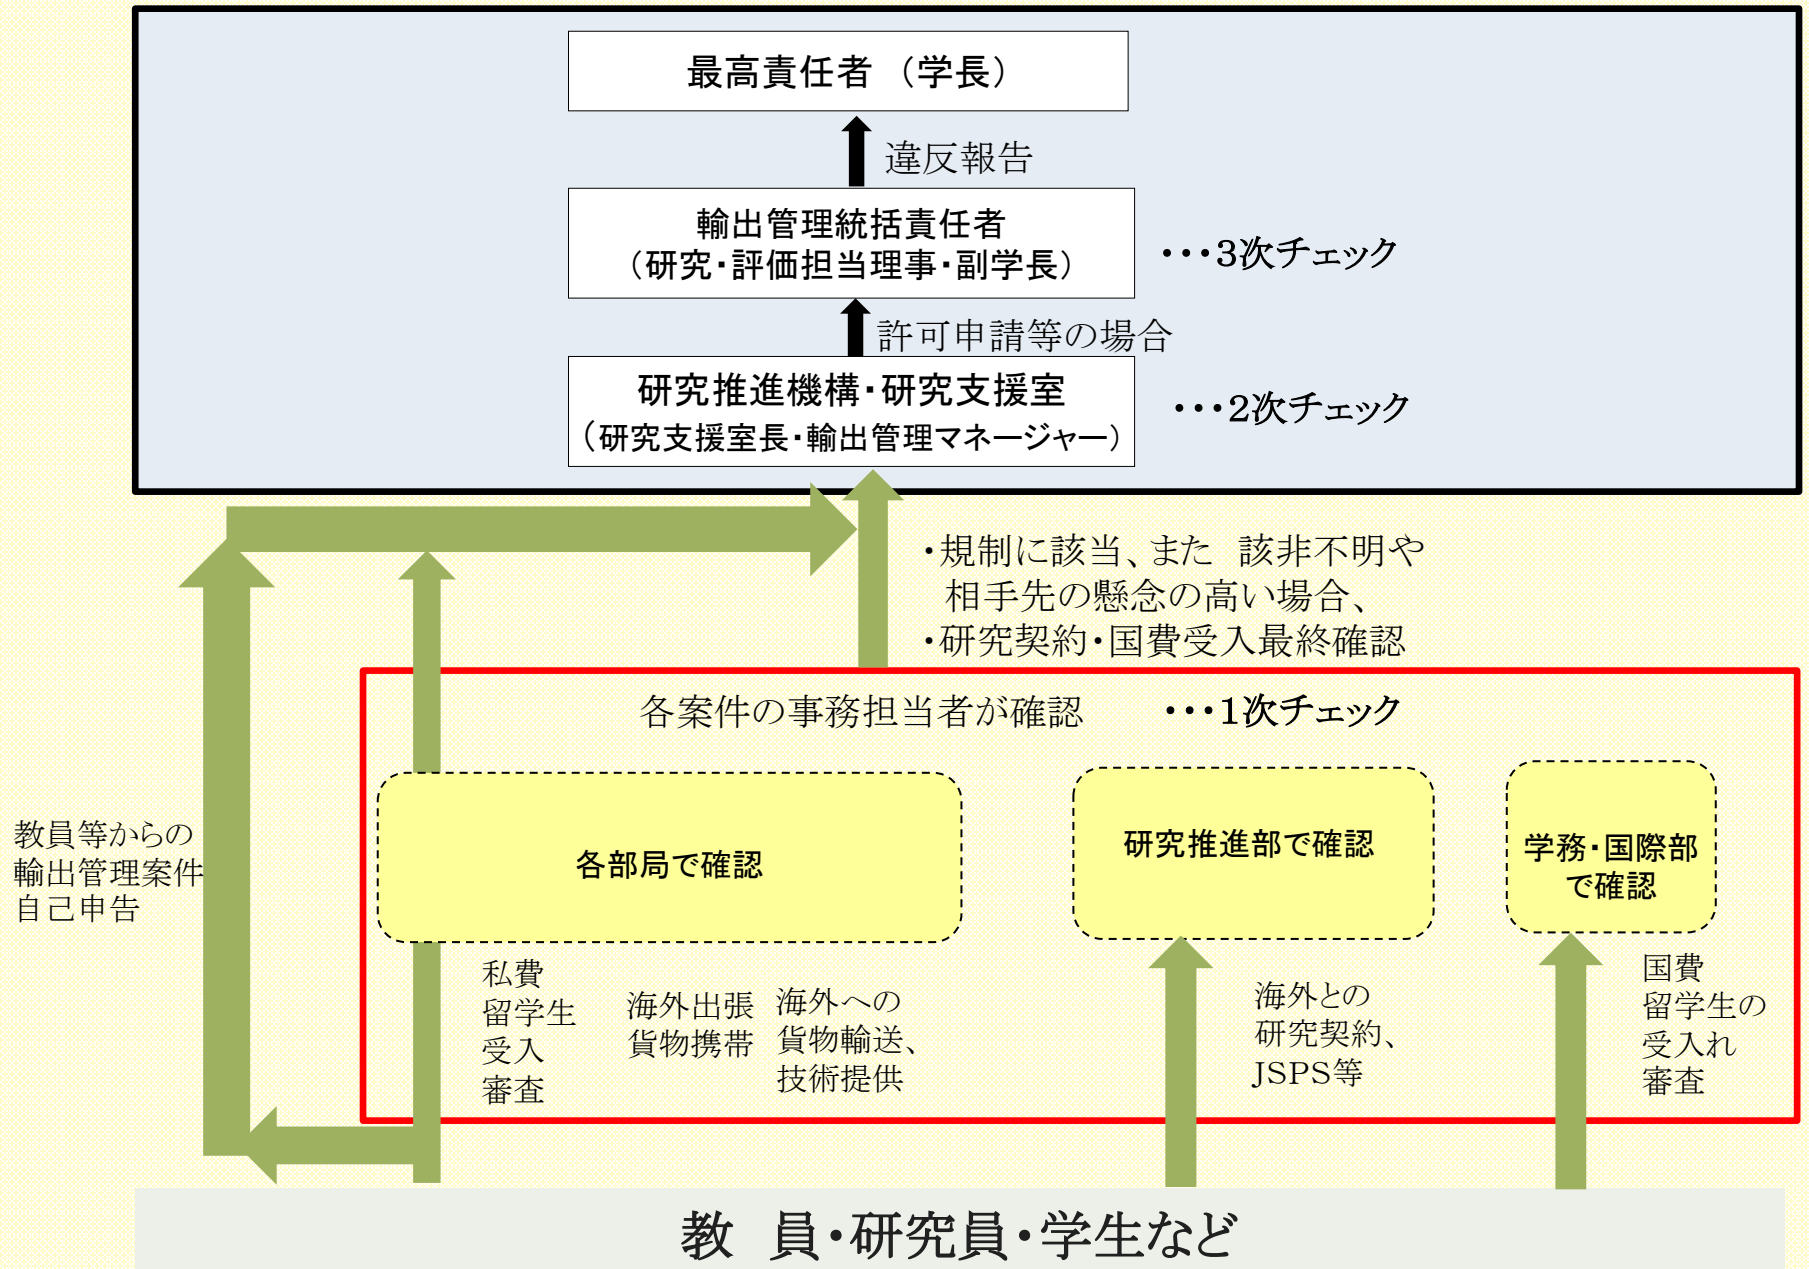 最高責任者 （学長）
違反報告
輸出管理統括責任者
（研究・評価担当理事・副学長）
・・・3次チェック
許可申請等の場合
研究推進機構・研究支援室
（研究支援室長・輸出管理マネージャー）
・・・2次チェック
・規制に該当、また 該非不明や
相手先の懸念の高い場合、
・研究契約・国費受入最終確認
各案件の事務担当者が確認 ・・・1次チェック
教員等からの
輸出管理案件
自己申告
各部局で確認
研究推進部で確認
学務・国際部
で確認
私費
留学生
受入
審査
海外出張
貨物携帯
海外への
貨物輸送、
技術提供
海外との
研究契約、
JSPS等
国費
留学生の
受入れ
審査
教 員・研究員・学生など